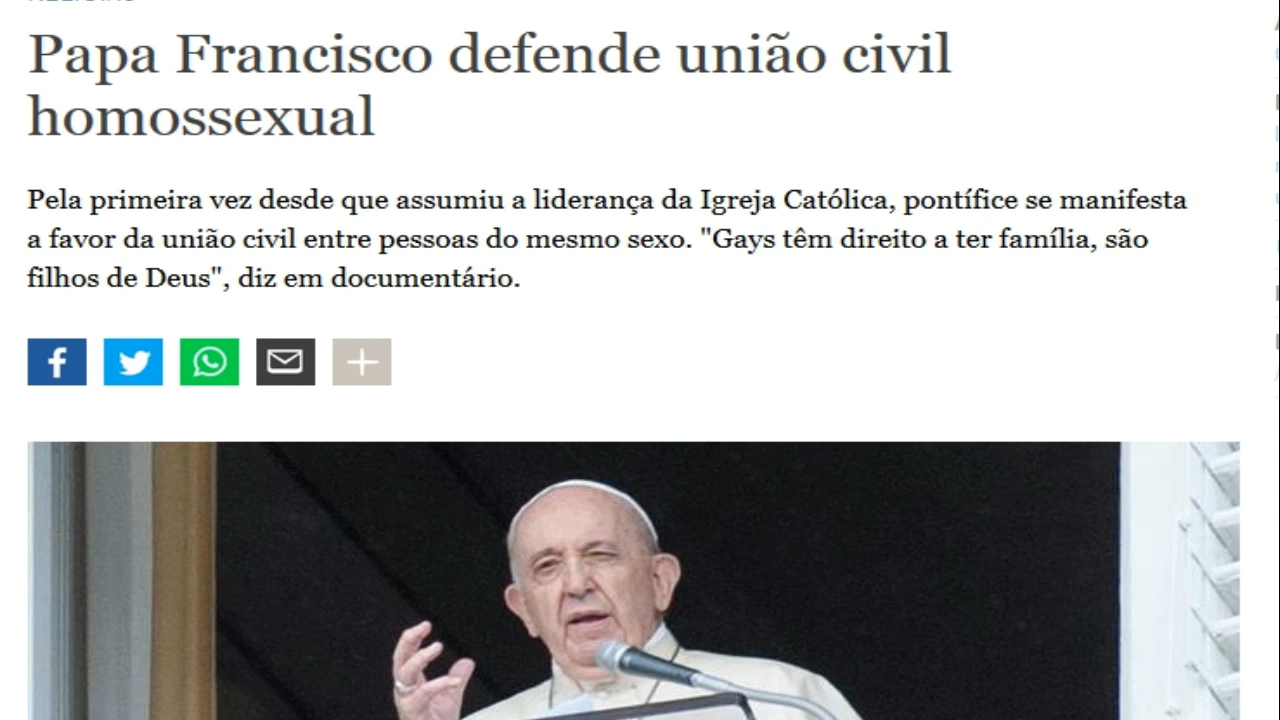 Papa Francisco defende união civil
homossexual
Pela primeira vez desde que assumiu a liderança da Igreja Católica, pontífice se manifesta
a favor da união civil entre pessoas do mesmo sexo. "Gays têm direito a ter família, são
filhos de Deus", diz em documentário.